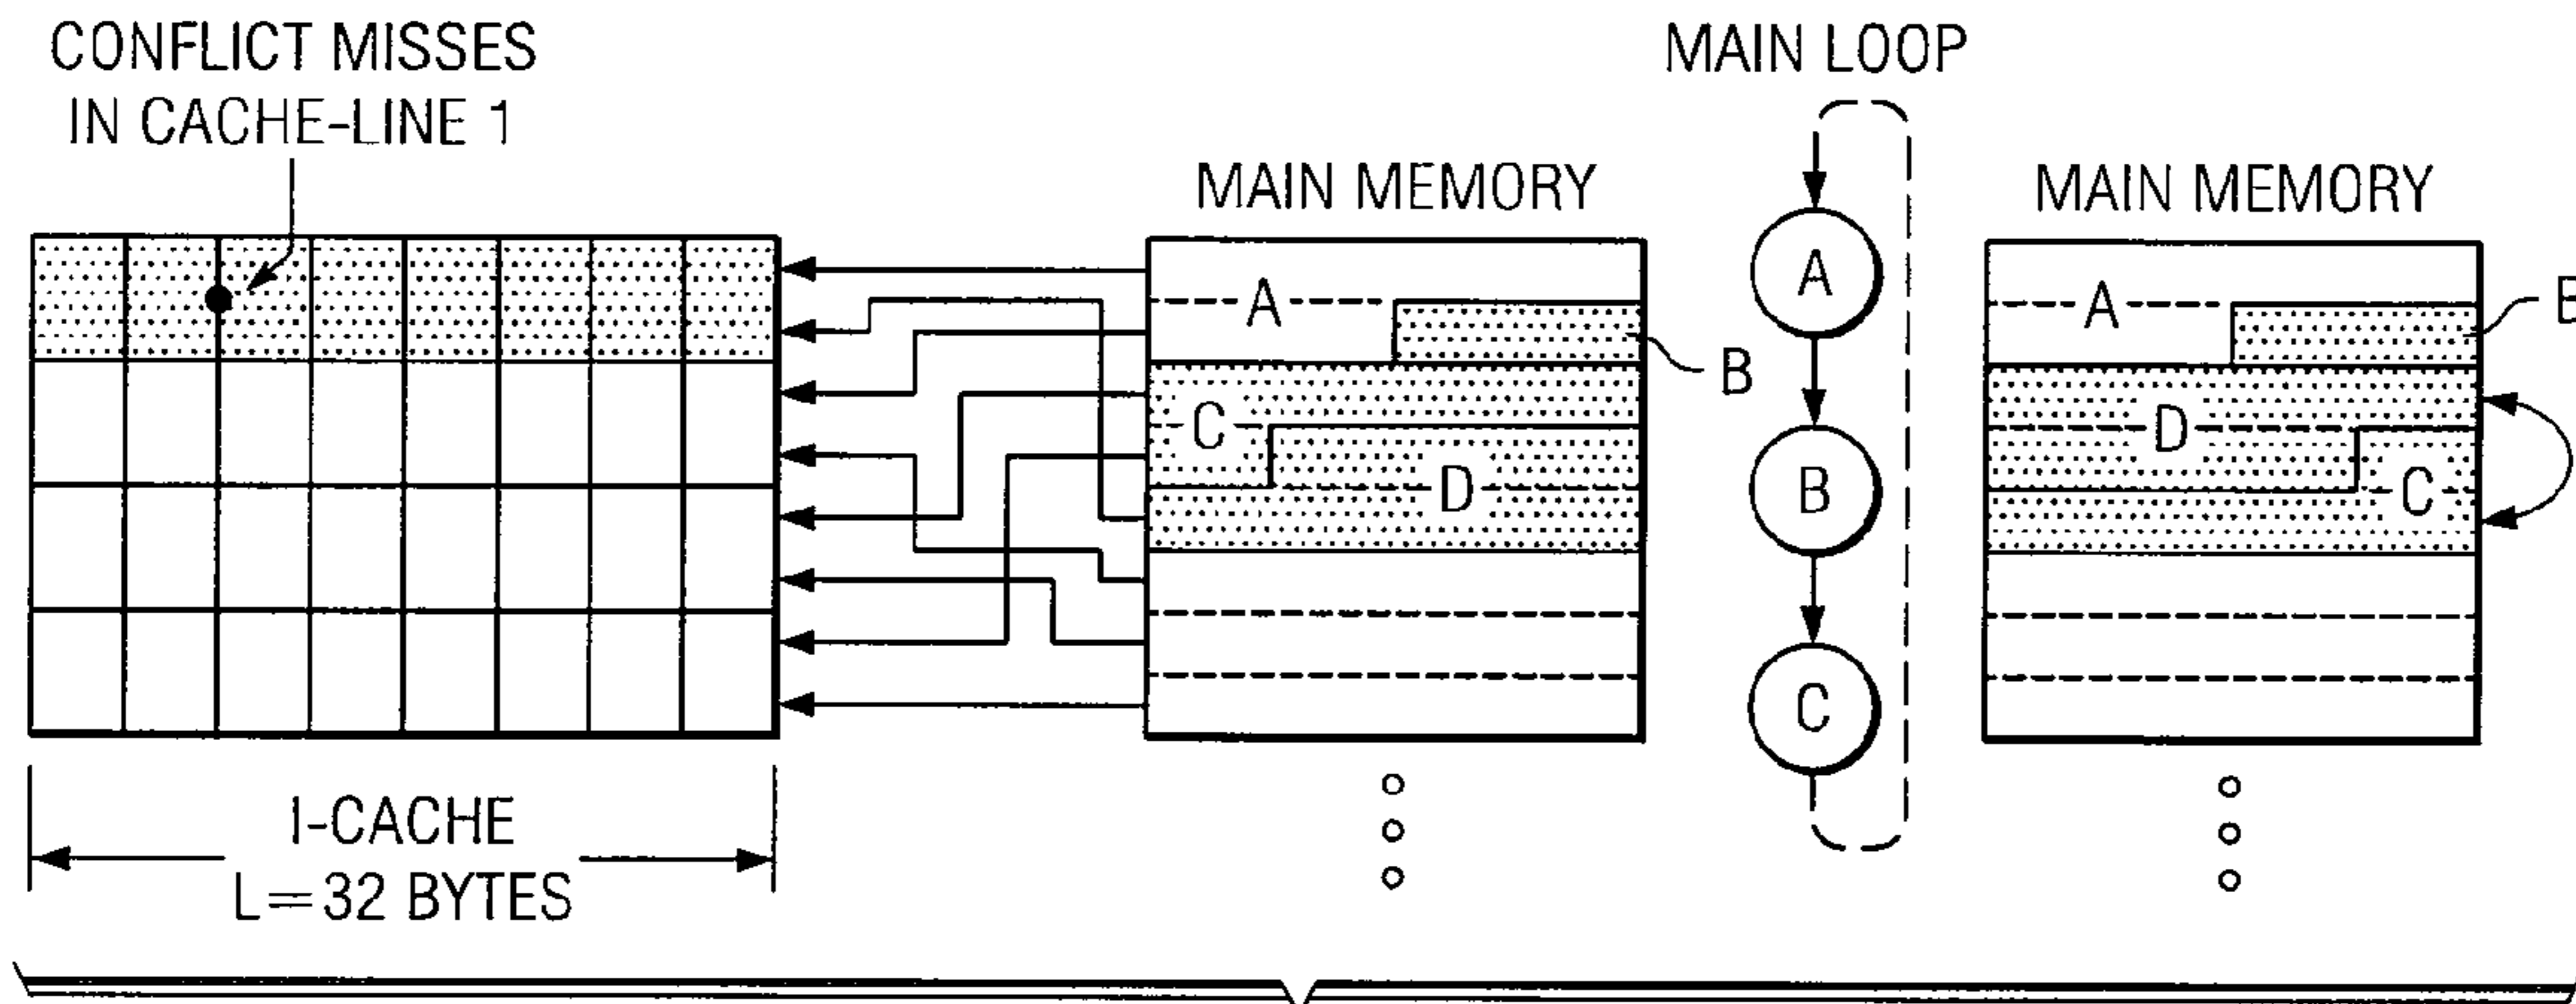 CONFLICT MISSES
IN CACHE-LINE 1
MAIN LOOP
MAIN MEMORY
MAIN MEMORY
A
B
C
D
A
B
C
A
D
C
I-CACHE
L=32 BYTES